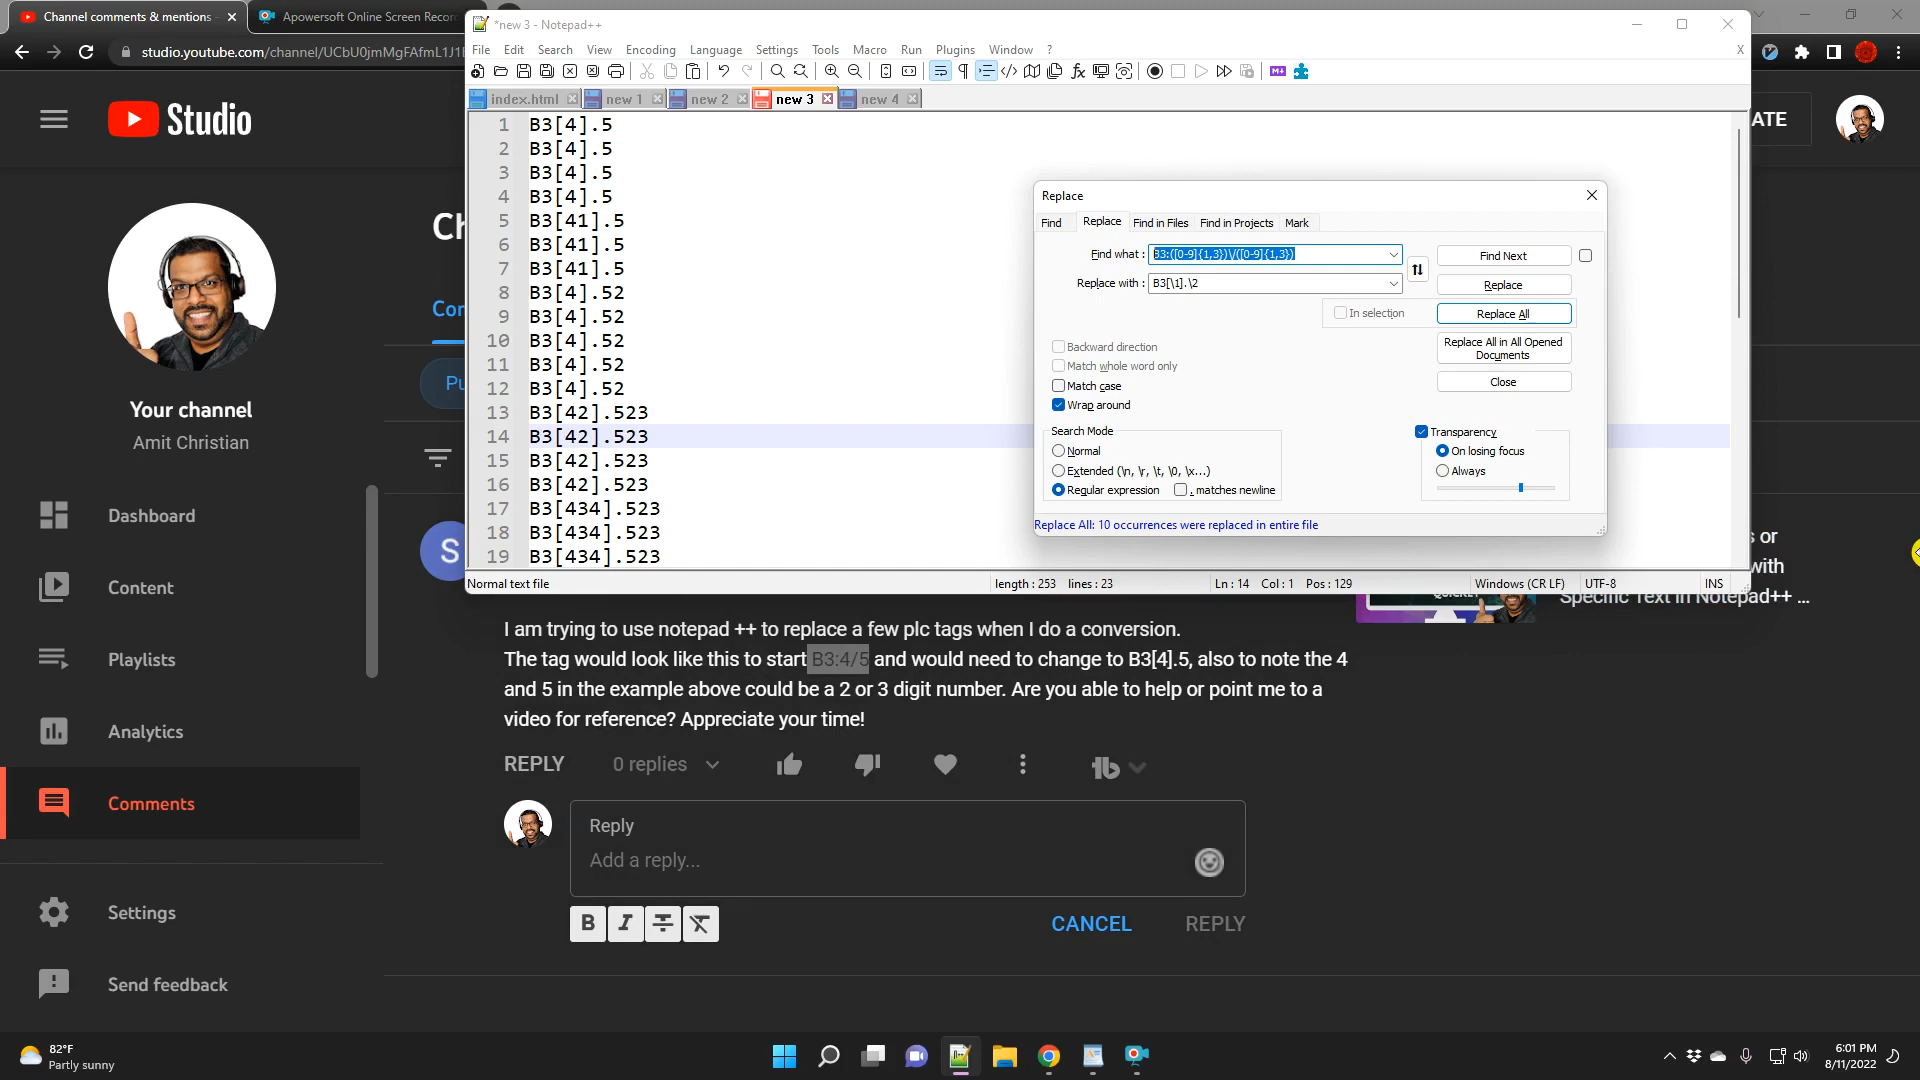 Channel comments & mentions
Apowersoft Online Screen Recor
studio.youtube.com/channel/UCbU0jmMgFAfmL1J1
Studio
ATE
Your channel
Amit Christian
Dashboard
Content
Playlists
Analytics
Comments
Settings
Send feedback
*new 3 - Notepad++
File Edit Search View Encoding Language Settings Tools Macro Run Plugins Window ?
X
index.html new 1 new 2 new 3 new 4
1 B3[4].5
2 B3[4].5
3 B3[4].5
4 B3[4].5
5 B3[41].5
6 B3[41].5
7 B3[41].5
8 B3[4].52
9 B3[4].52
10 B3[4].52
11 B3[4].52
12 B3[4].52
13 B3[42].523
14 B3[42].523
15 B3[42].523
16 B3[42].523
17 B3[434].523
18 B3[434].523
19 B3[434].523
Normal text file length : 253 lines : 23 Ln : 14 Col : 1 Pos : 129 Windows (CR LF) UTF-8 INS
Replace
Find Replace Find in Files Find in Projects Mark
Find what : B3:([0-9]{1,3})\/([0-9]{1,3}) Find Next
Replace with : B3[\1].\2 Replace
In selection Replace All
Replace All in All Opened
Documents
Close
Backward direction
Match whole word only
Match case
Wrap around
Search Mode
Normal
Extended (\n, \r, \t, \0, \x...)
Regular expression . matches newline
Transparency
On losing focus
Always
Replace All: 10 occurrences were replaced in entire file
S
or
with
Specific Text in Notepad++ ...
I am trying to use notepad ++ to replace a few plc tags when I do a conversion.
The tag would look like this to start B3:4/5 and would need to change to B3[4].5, also to note the 4
and 5 in the example above could be a 2 or 3 digit number. Are you able to help or point me to a
video for reference? Appreciate your time!
REPLY 0 replies
Reply
Add a reply...
B I
CANCEL REPLY
82°F
Partly sunny
6:01 PM
8/11/2022